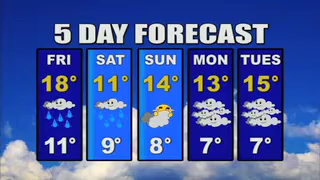 5 DAY FORECAST
FRI SAT SUN MON TUES
18° 11° 14° 13° 15°
11° 9° 8° 7° 7°